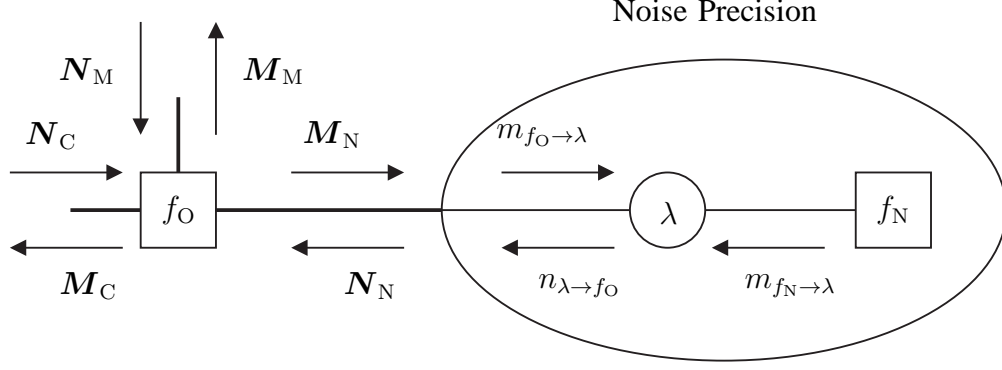 Noise Precision
N_M
M_M
N_C
M_N
m_{f_O→λ}
f_O
λ
f_N
M_C
N_N
n_{λ→f_O}
m_{f_N→λ}